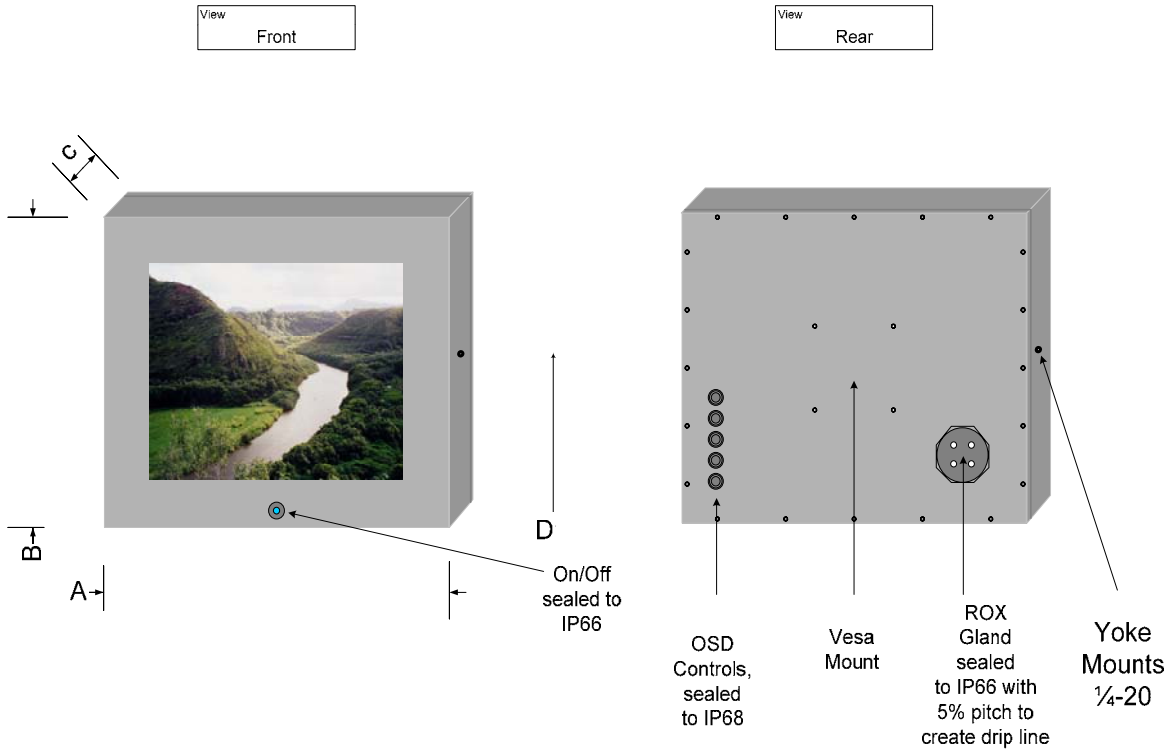 View
Front
View
Rear
C
B
A
D
On/Off
sealed to
IP66
OSD
Controls,
sealed
to IP68
Vesa
Mount
ROX
Gland
sealed
to IP66 with
5% pitch to
create drip line
Yoke
Mounts
¼-20